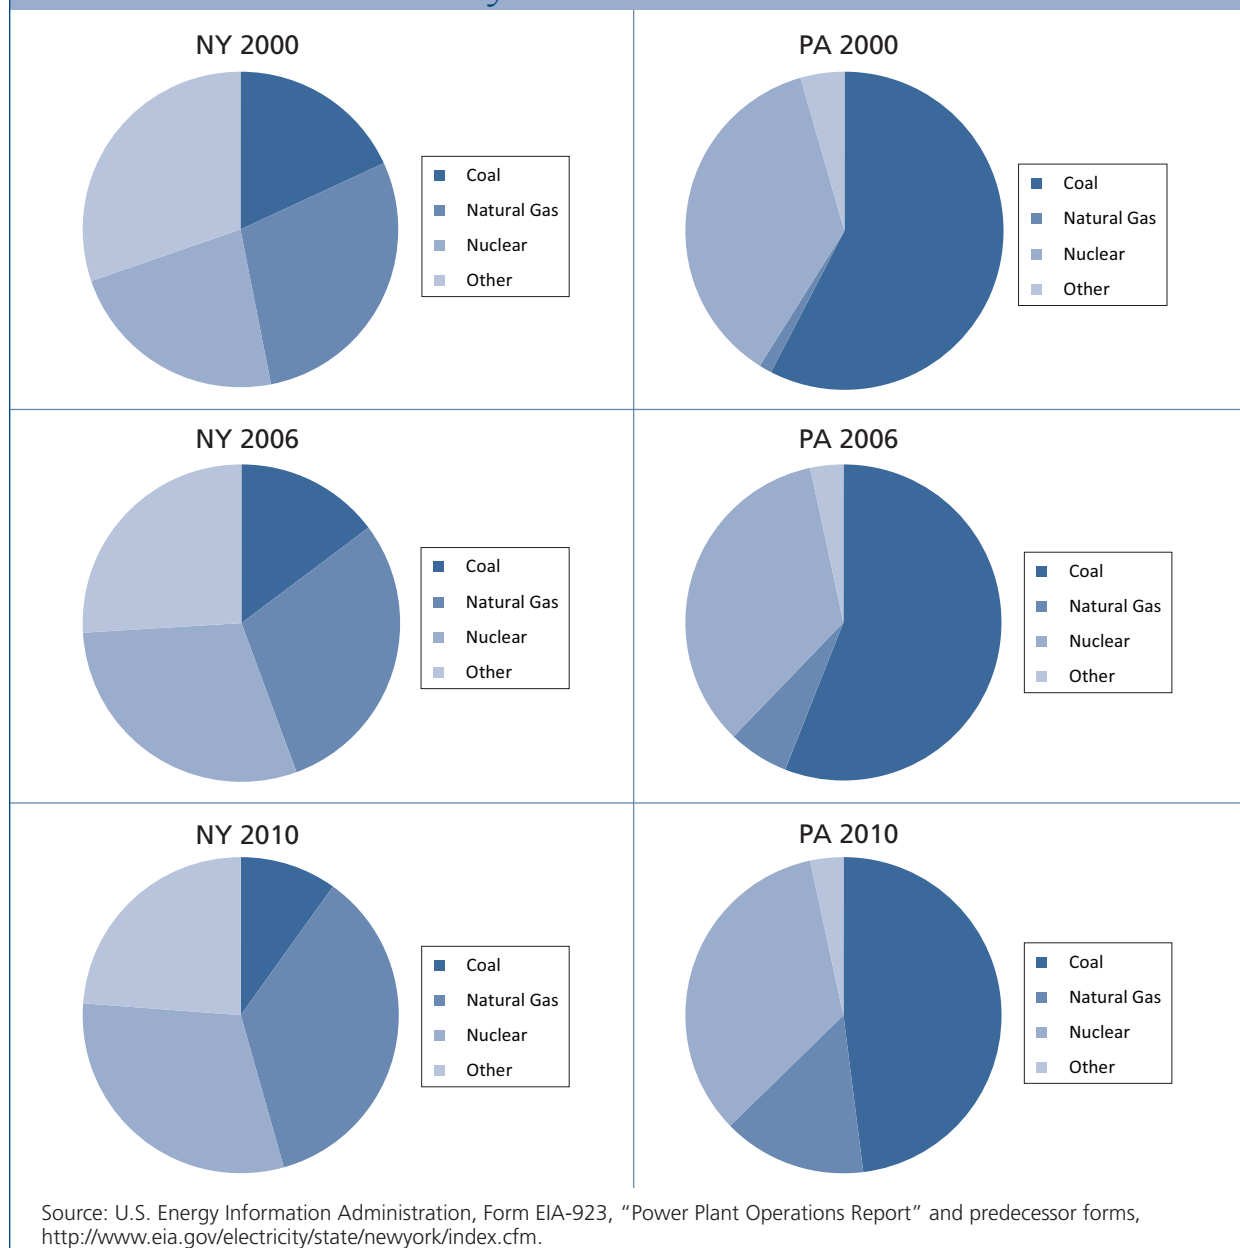 NY 2000
Coal
Natural Gas
Nuclear
Other
PA 2000
Coal
Natural Gas
Nuclear
Other
NY 2006
Coal
Natural Gas
Nuclear
Other
PA 2006
Coal
Natural Gas
Nuclear
Other
NY 2010
Coal
Natural Gas
Nuclear
Other
PA 2010
Coal
Natural Gas
Nuclear
Other
Source: U.S. Energy Information Administration, Form EIA-923, “Power Plant Operations Report” and predecessor forms,
http://www.eia.gov/electricity/state/newyork/index.cfm.